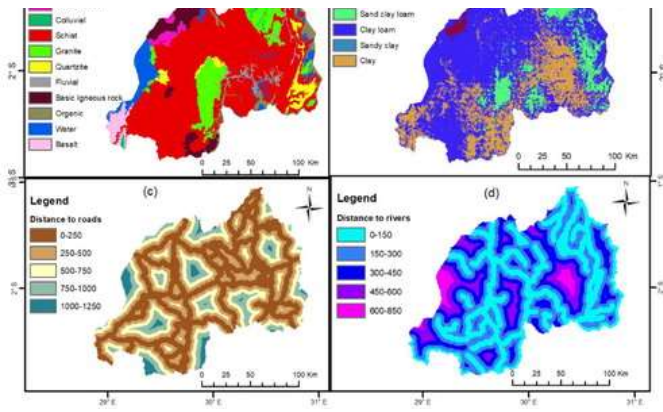 Colluvial
Schist
Granite
Quartzite
Fluvial
Basic Igneous rock
Organic
Water
Basalt
2° S
0 25 50 100 Km
Sand clay loam
Clay loam
Sandy clay
Clay
0 25 50 100 Km
(c)
Legend
Distance to roads
0-250
250-500
500-750
750-1000
1000-1250
N
2° S
0 25 50 100 Km
29° E 30° E 31° E
(d)
Legend
Distance to rivers
0-150
150-300
300-450
450-600
600-850
N
2° S
0 25 50 100 Km
29° E 30° E 31° E